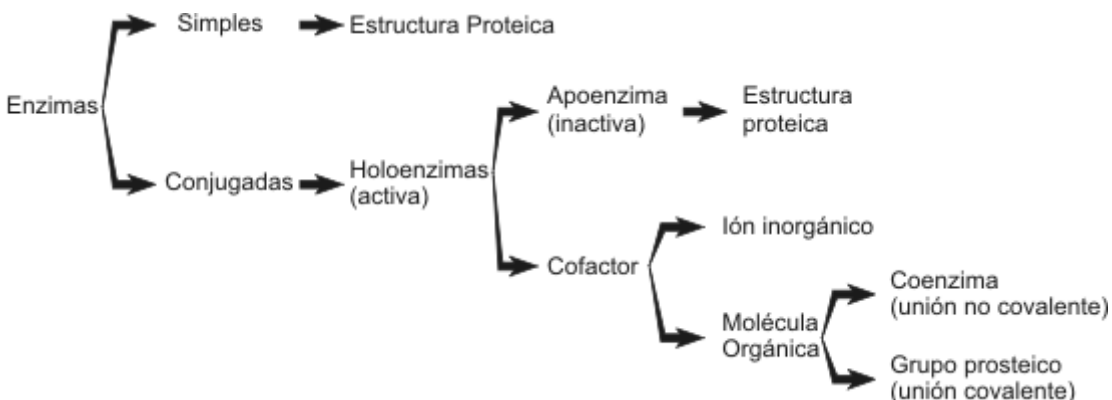 Simples
Estructura Proteica
Enzimas
Apoenzima
(inactiva)
Estructura
proteica
Conjugadas
Holoenzimas
(activa)
Ión inorgánico
Cofactor
Coenzima
(unión no covalente)
Molécula
Orgánica
Grupo prosteico
(unión covalente)